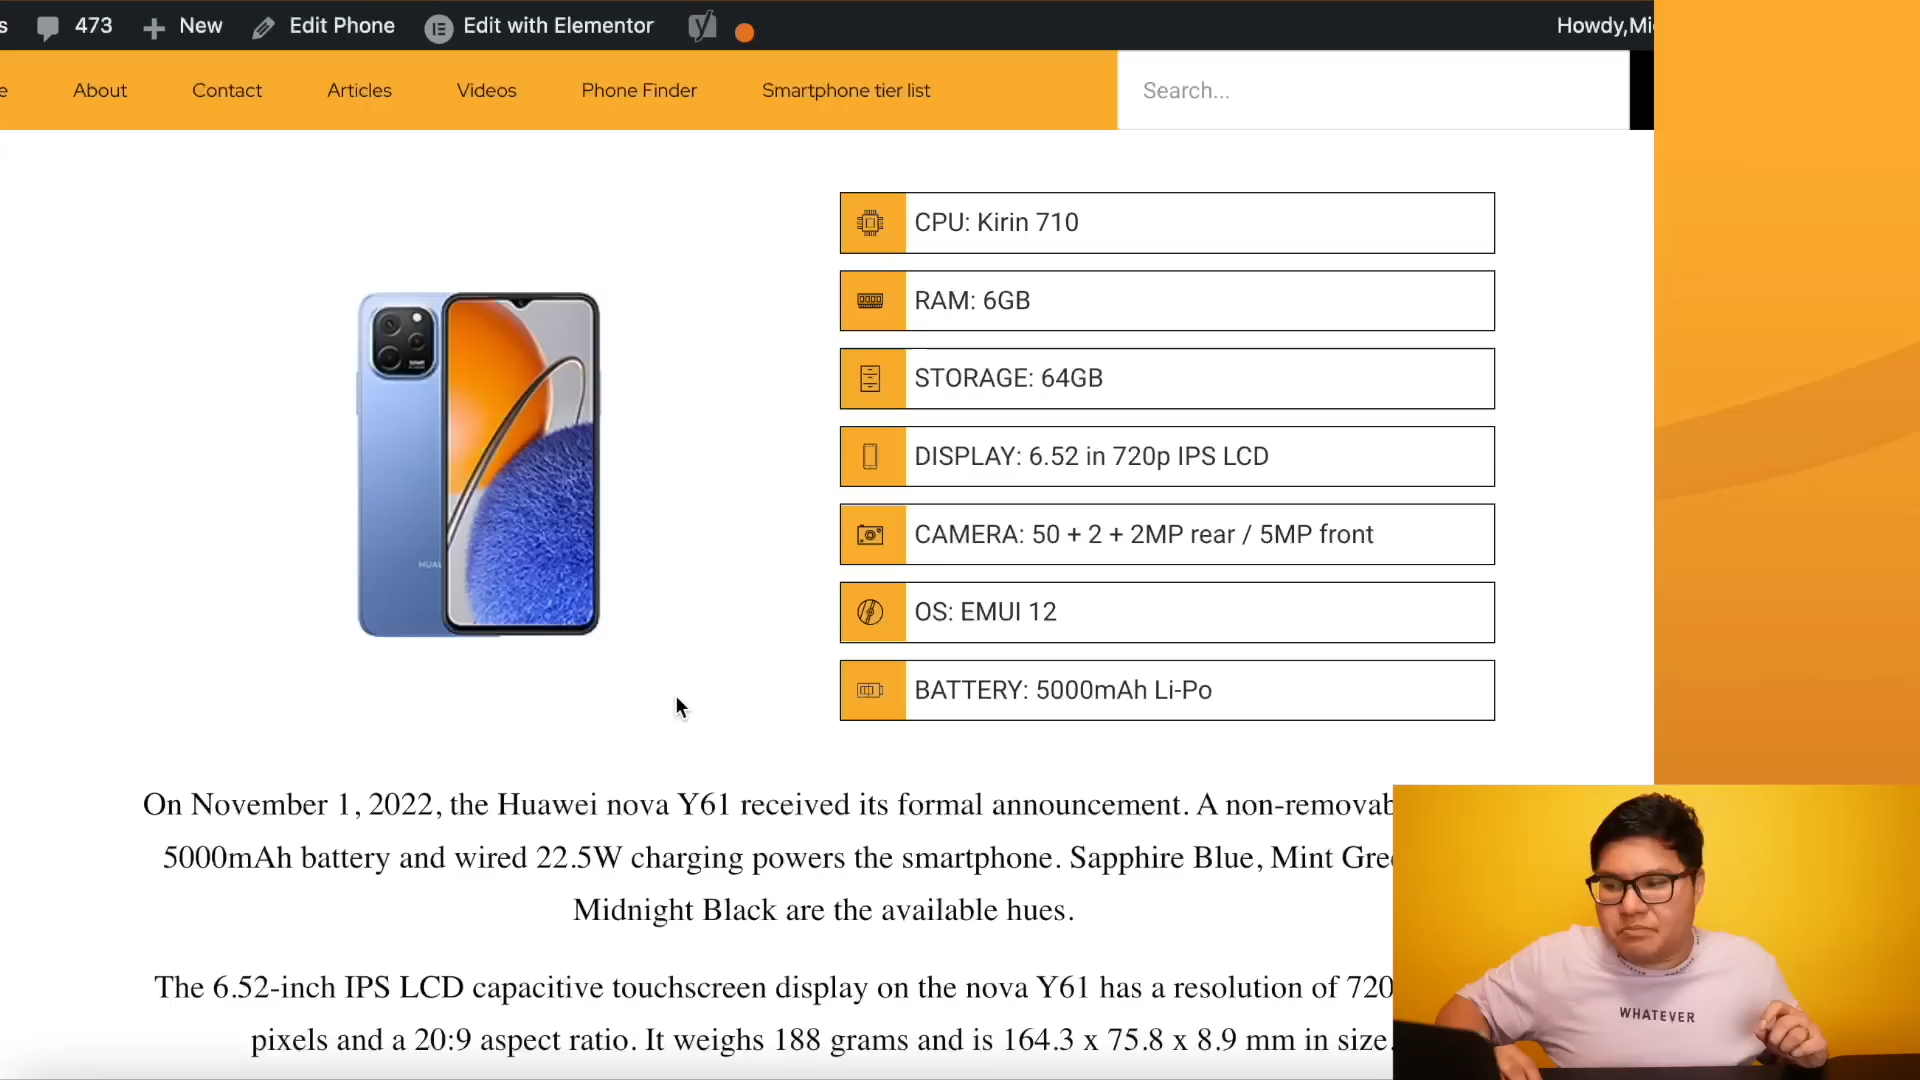 473 New Edit Phone Edit with Elementor Howdy,
About Contact Articles Videos Phone Finder Smartphone tier list Search...
CPU: Kirin 710
RAM: 6GB
STORAGE: 64GB
DISPLAY: 6.52 in 720p IPS LCD
CAMERA: 50 + 2 + 2MP rear / 5MP front
OS: EMUI 12
BATTERY: 5000mAh Li-Po
On November 1, 2022, the Huawei nova Y61 received its formal announcement. A non-removab
5000mAh battery and wired 22.5W charging powers the smartphone. Sapphire Blue, Mint Gre
Midnight Black are the available hues.
The 6.52-inch IPS LCD capacitive touchscreen display on the nova Y61 has a resolution of 720
pixels and a 20:9 aspect ratio. It weighs 188 grams and is 164.3 x 75.8 x 8.9 mm in size.
WHATEVER